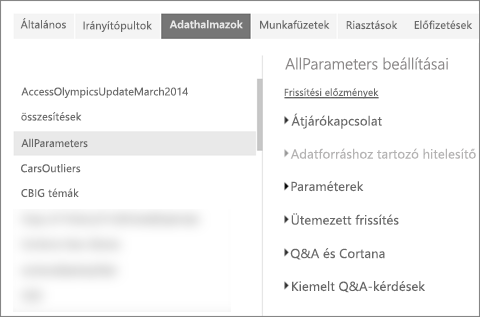 Általános Irányítópultok Adathalmazok Munkafüzetek Riasztások Előfizetések
AccessOlympicsUpdateMarch2014
összesítések
AllParameters
CarsOutliers
CBIG témák
AllParameters beállításai
Frissítési előzmények
Átjárókapcsolat
Adatforráshoz tartozó hitelesítő
Paraméterek
Ütemezett frissítés
Q&A és Cortana
Kiemelt Q&A-kérdések